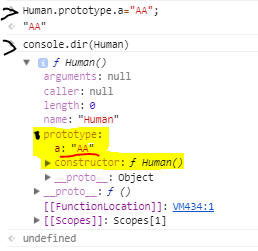 Human.prototype.a="AA";
"AA"
console.dir(Human)
ƒ Human()
arguments: null
caller: null
length: 0
name: "Human"
prototype:
a: "AA"
constructor: ƒ Human()
__proto__: Object
__proto__: ƒ ()
[[FunctionLocation]]: VM434:1
[[Scopes]]: Scopes[1]
undefined